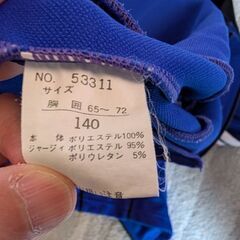 NO. 53311
サイズ
胸囲 65〜72
140
本体 ポリエステル100%
ジャージィ ポリエステル 95%
ポリウレタン 5%
注意